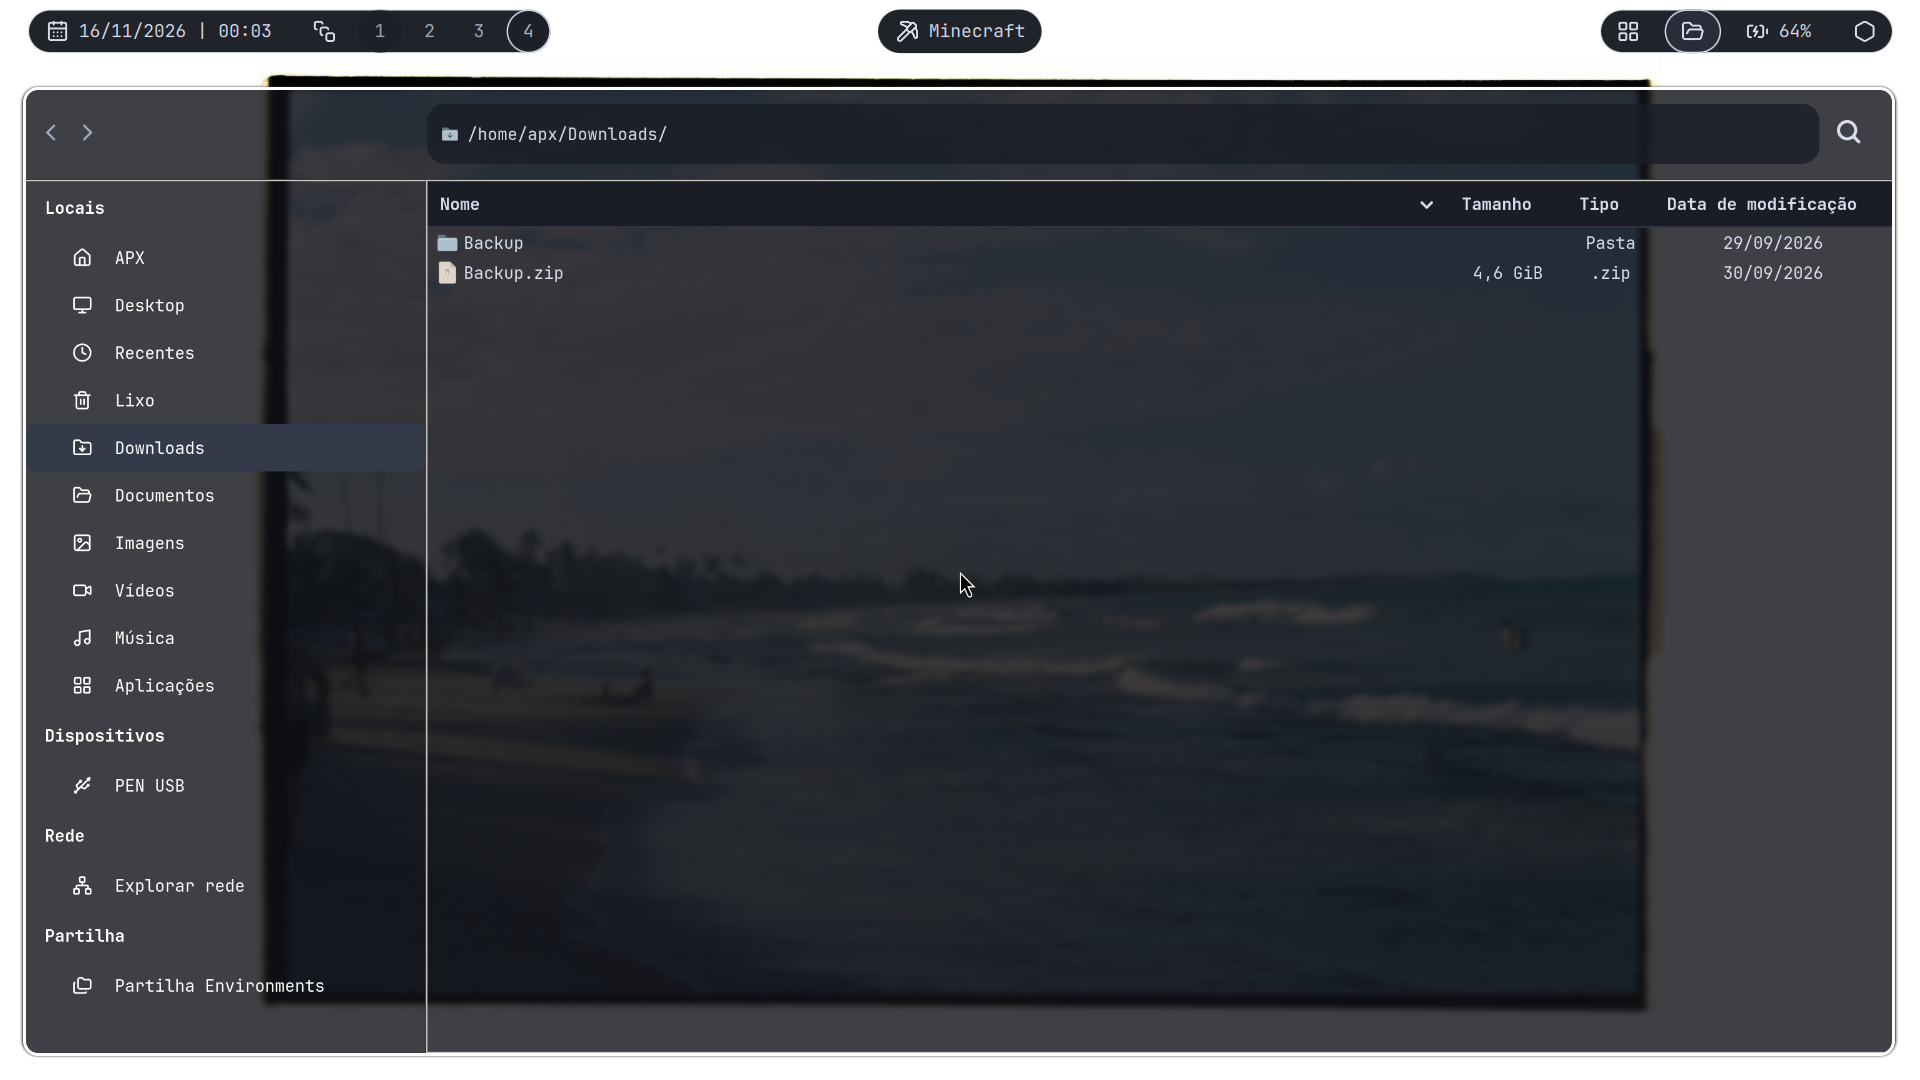 16/11/2026 | 00:03
1 2 3 4
Minecraft
64%
/home/apx/Downloads/
Locais
APX
Desktop
Recentes
Lixo
Downloads
Documentos
Imagens
Vídeos
Música
Aplicações
Dispositivos
PEN USB
Rede
Explorar rede
Partilha
Partilha Environments
Nome Tamanho Tipo Data de modificação
Backup Pasta 29/09/2026
Backup.zip 4,6 GiB .zip 30/09/2026